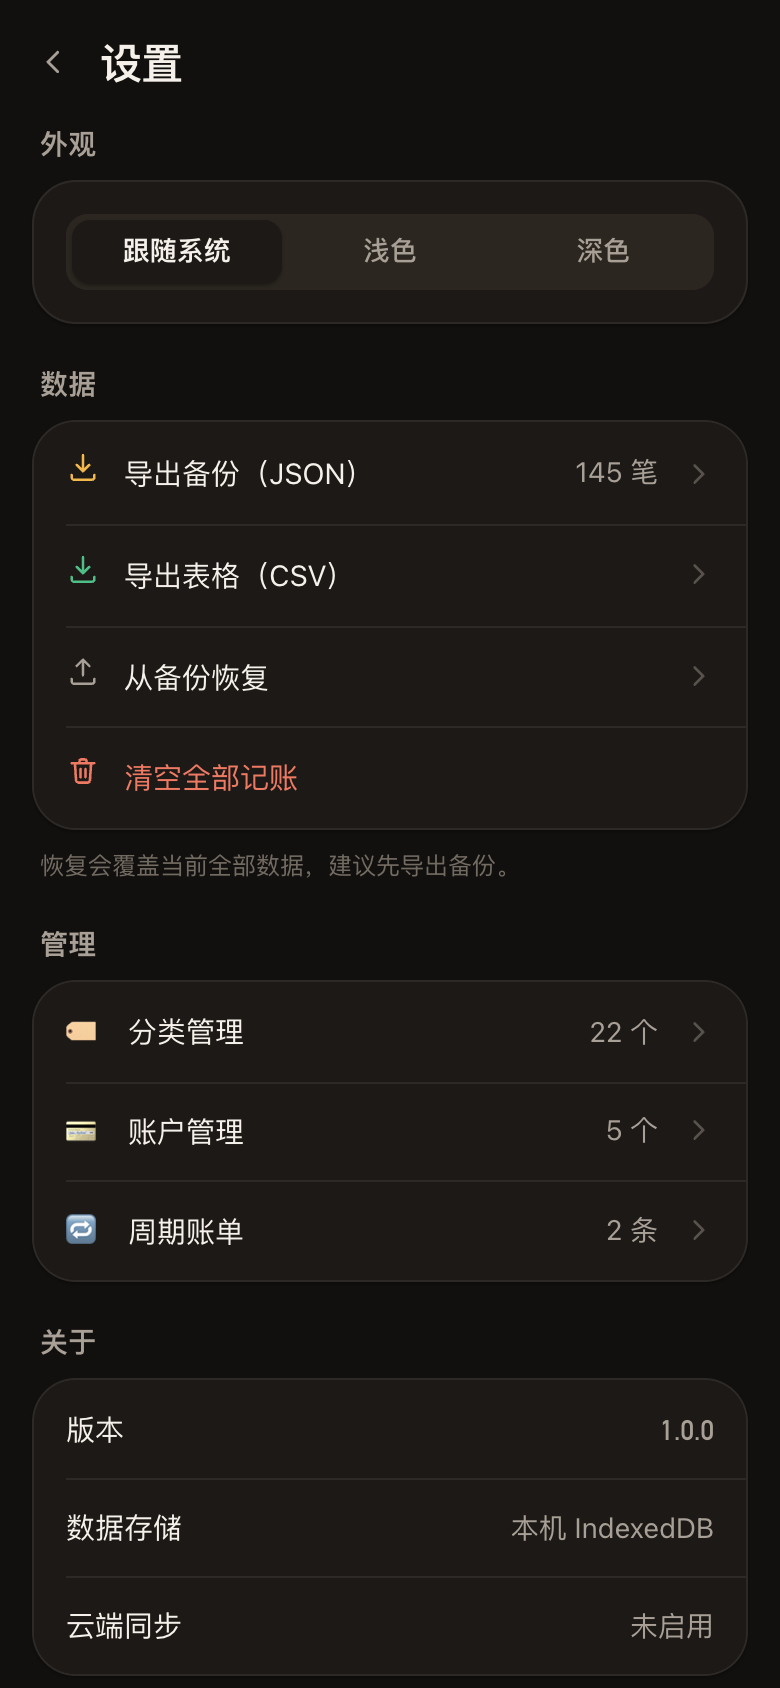 设置
外观
跟随系统 浅色 深色
数据
导出备份（JSON） 145 笔
导出表格（CSV）
从备份恢复
清空全部记账
恢复会覆盖当前全部数据，建议先导出备份。
管理
分类管理 22 个
账户管理 5 个
周期账单 2 条
关于
版本 1.0.0
数据存储 本机 IndexedDB
云端同步 未启用